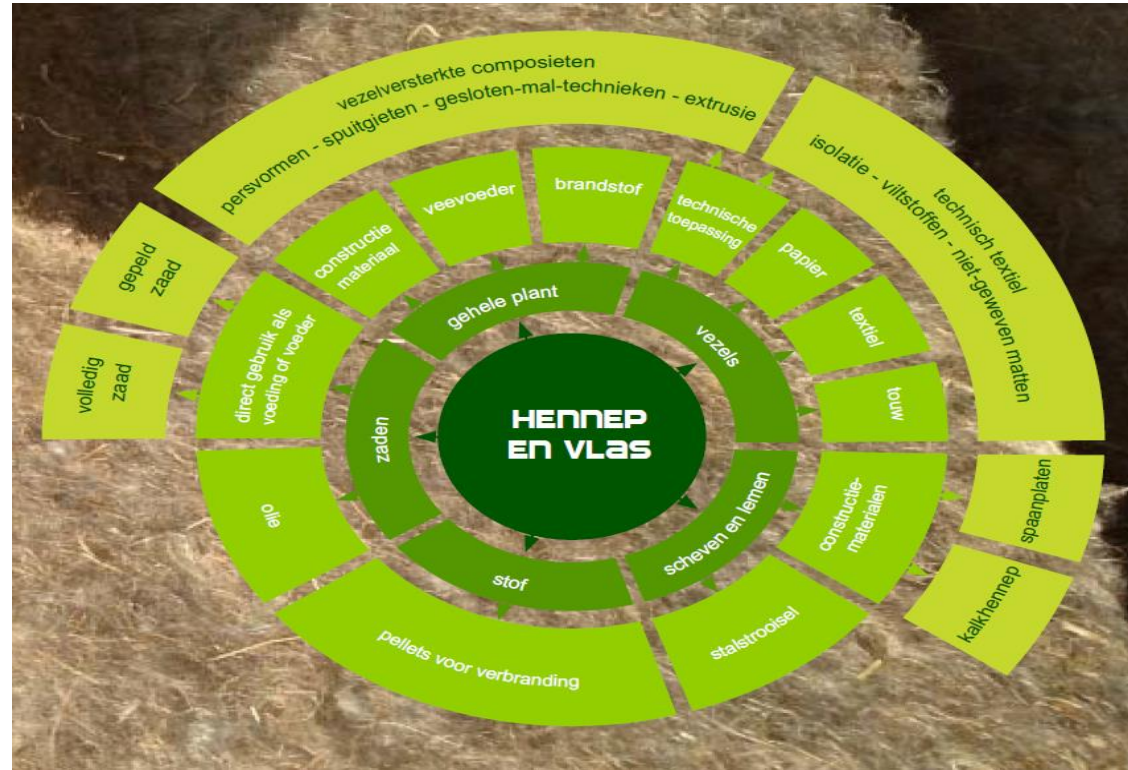 vezelversterkte composieten
persvormen - spuitgieten - gesloten-mal-technieken - extrusie
technisch textiel
isolatie - viltstoffen - niet-geweven matten
gepeld
zaad
volledig
zaad
direct gebruik als
voeding of voeder
constructie
materiaal
veevoeder
brandstof
technische
toepassing
papier
textiel
touw
gehele plant
vezels
zaden
HENNEP
EN VLAS
scheven en lemen
stof
olie
pellets voor verbranding
stalstrooisel
constructie-
materialen
spaanplaten
kalkhennep